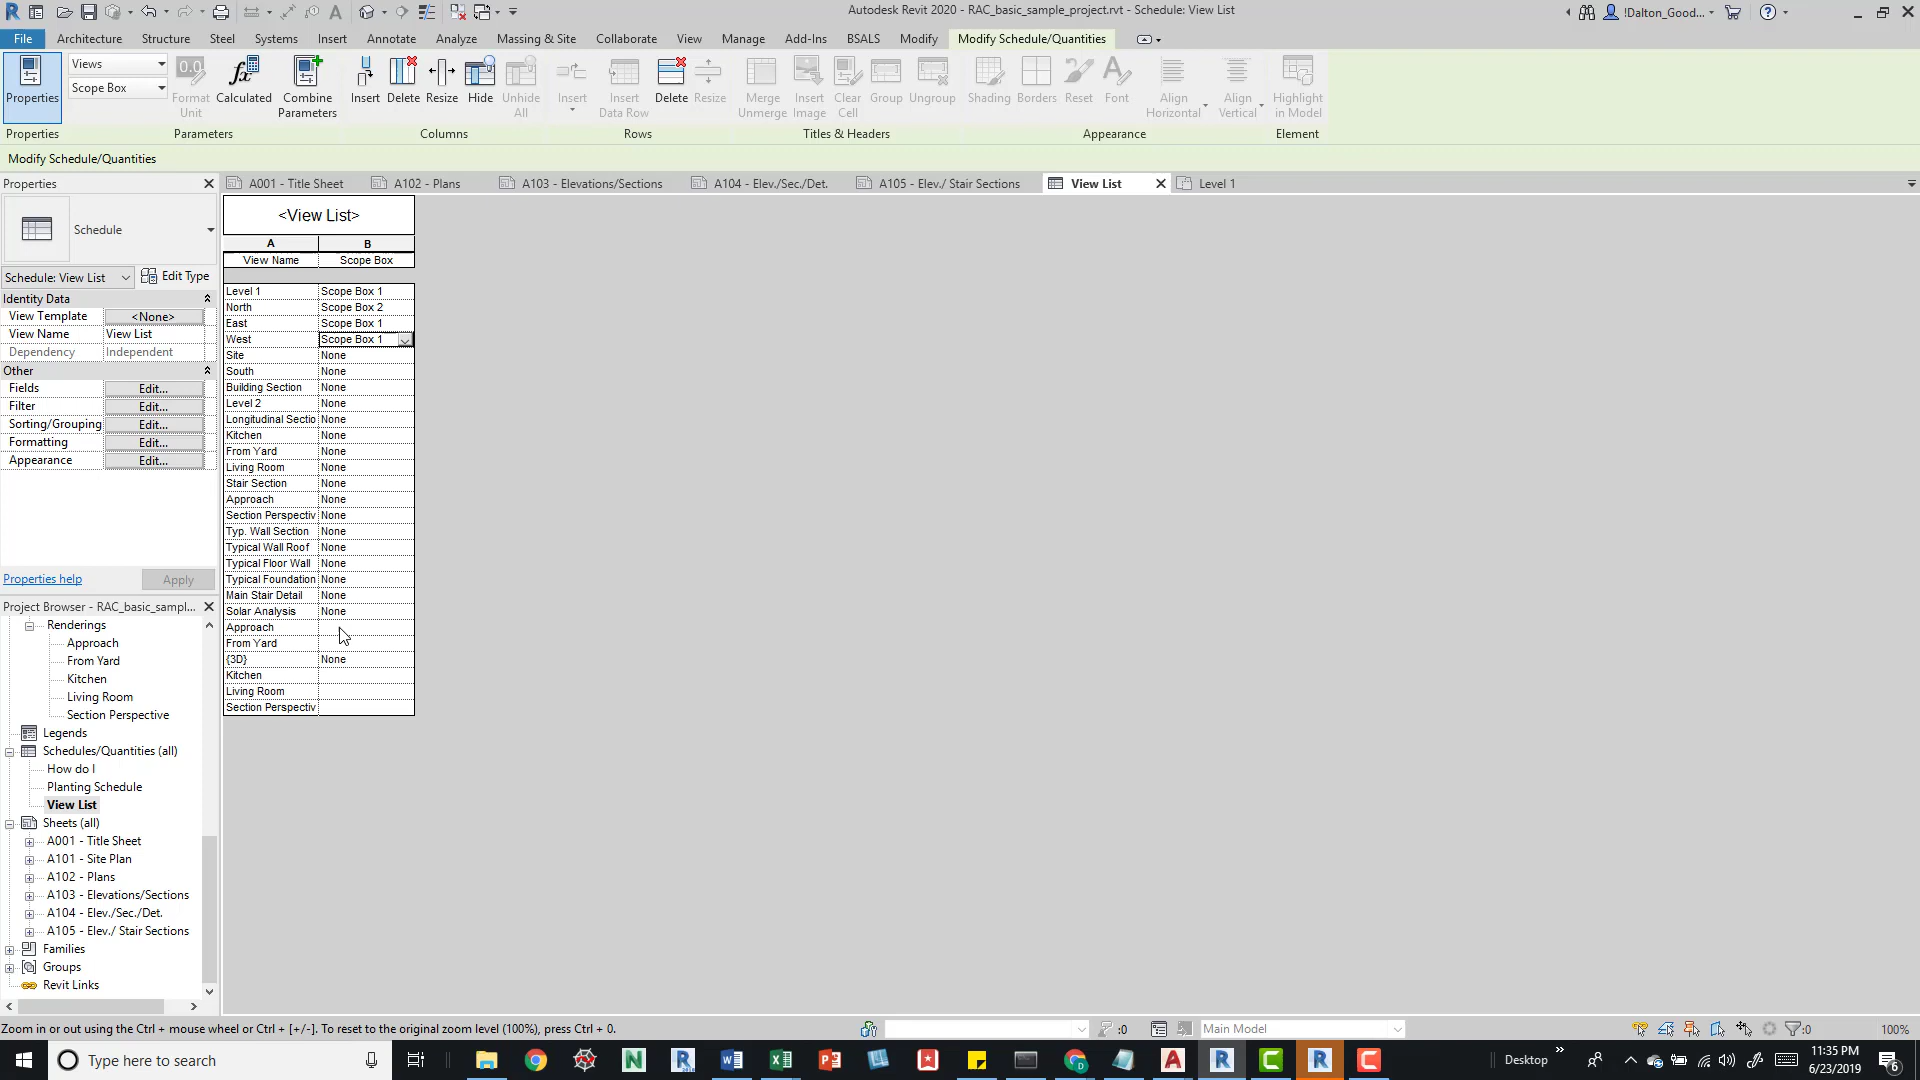 Autodesk Revit 2020 - RAC_basic_sample_project.rvt - Schedule: View List
!Dalton_Good...
File Architecture Structure Steel Systems Insert Annotate Analyze Massing & Site Collaborate View Manage Add-Ins BSALS Modify Modify Schedule/Quantities
Views
Scope Box
Properties
Format Unit
Calculated
Combine Parameters
Insert Delete Resize Hide Unhide All
Insert
Insert Data Row
Delete Resize
Merge Unmerge
Insert Image
Clear Cell
Group Ungroup
Shading Borders Reset Font
Align Horizontal
Align Vertical
Highlight in Model
Properties Parameters Columns Rows Titles & Headers Appearance Element
Modify Schedule/Quantities
Properties
A001 - Title Sheet A102 - Plans A103 - Elevations/Sections A104 - Elev./Sec./Det. A105 - Elev./ Stair Sections View List Level 1
Schedule
Schedule: View List Edit Type
Identity Data
View Template <None>
View Name View List
Dependency Independent
Other
Fields Edit...
Filter Edit...
Sorting/Grouping Edit...
Formatting Edit...
Appearance Edit...
Properties help Apply
Project Browser - RAC_basic_sampl...
Renderings
Approach
From Yard
Kitchen
Living Room
Section Perspective
Legends
Schedules/Quantities (all)
How do I
Planting Schedule
View List
Sheets (all)
A001 - Title Sheet
A101 - Site Plan
A102 - Plans
A103 - Elevations/Sections
A104 - Elev./Sec./Det.
A105 - Elev./ Stair Sections
Families
Groups
Revit Links
<View List>
A B
View Name Scope Box
Level 1 Scope Box 1
North Scope Box 2
East Scope Box 1
West Scope Box 1
Site None
South None
Building Section None
Level 2 None
Longitudinal Sectio None
Kitchen None
From Yard None
Living Room None
Stair Section None
Approach None
Section Perspectiv None
Typ. Wall Section None
Typical Wall Roof None
Typical Floor Wall None
Typical Foundation None
Main Stair Detail None
Solar Analysis None
Approach
From Yard
{3D} None
Kitchen
Living Room
Section Perspectiv
Zoom in or out using the Ctrl + mouse wheel or Ctrl + [+/-]. To reset to the original zoom level (100%), press Ctrl + 0.
:0
Main Model
:0
100%
Type here to search
Desktop
11:35 PM
6/23/2019
6